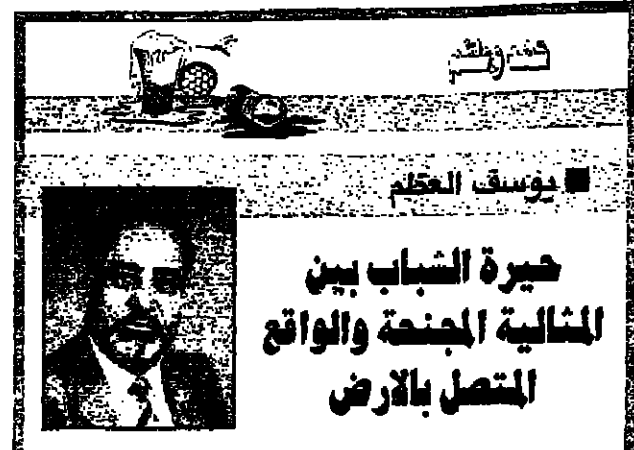 يوسف العظم
حيرة الشباب بين
المثالية المجنحة والواقع
المتصل بالارض